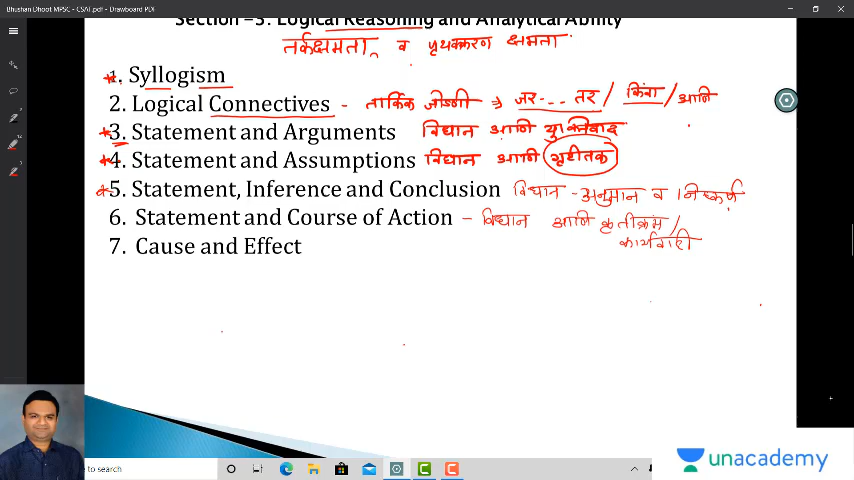 Bhushan Dhoot MPSC - CSAT.pdf - Drawboard PDF
Section -3: Logical Reasoning and Analytical Ability
तर्कक्षमता व पृथक्करण क्षमता
1. Syllogism
2. Logical Connectives - तार्किक जोडणी ⇒ जर --- तर / किंवा / आणि
3. Statement and Arguments विधान आणि युक्तिवाद
4. Statement and Assumptions विधान आणि गृहीतक
5. Statement, Inference and Conclusion विधान - अनुमान व निष्कर्ष
6. Statement and Course of Action - विधान आणि कृतीक्रम /
कार्यवाही
7. Cause and Effect
e to search
unacademy